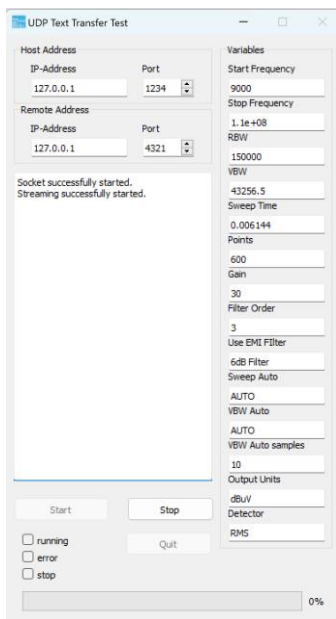 UDP Text Transfer Test
Host Address
IP-Address Port
127.0.0.1 1234
Remote Address
IP-Address Port
127.0.0.1 4321
Socket successfully started.
Streaming successfully started.
Start Stop
running
Quit
error
stop
0%
Variables
Start Frequency
9000
Stop Frequency
1.1e+08
RBW
150000
VBW
43256.5
Sweep Time
0.006144
Points
600
Gain
30
Filter Order
3
Use EMI FIlter
6dB Filter
Sweep Auto
AUTO
VBW Auto
AUTO
VBW Auto samples
10
Output Units
dBuV
Detector
RMS